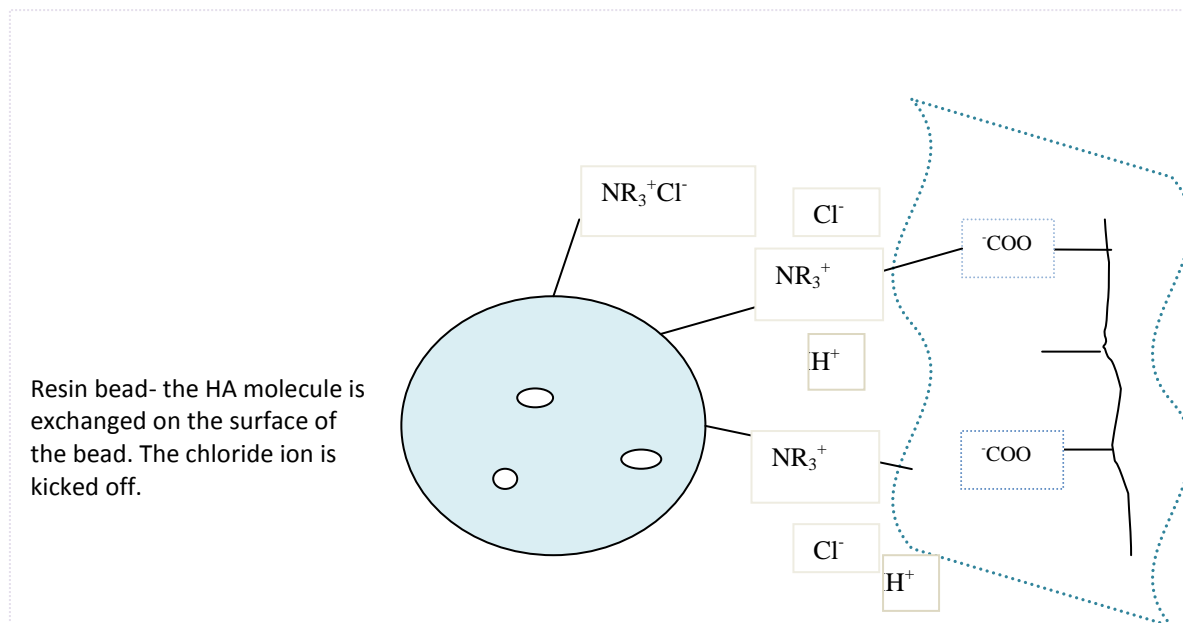 NR₃⁺Cl⁻
Cl⁻
⁻COO
NR₃⁺
H⁺
Resin bead- the HA molecule is
exchanged on the surface of
the bead. The chloride ion is
kicked off.
NR₃⁺
⁻COO
Cl⁻
H⁺